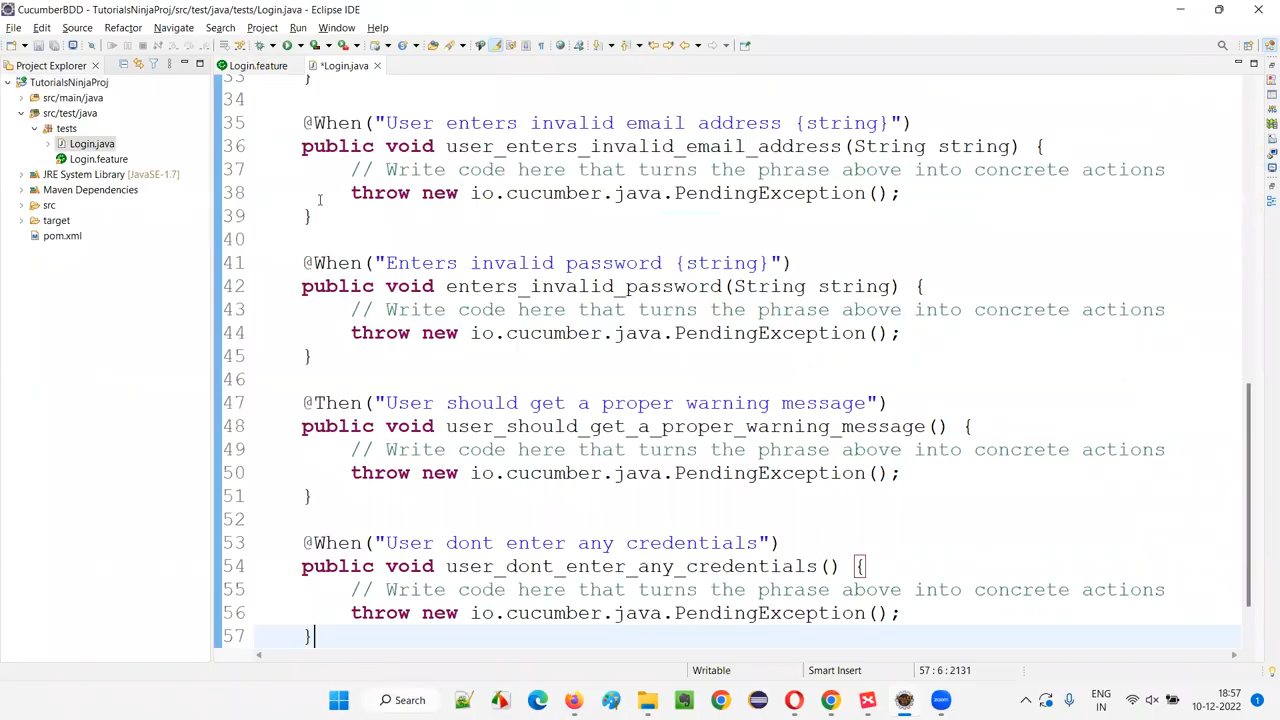 CucumberBDD - TutorialsNinjaProj/src/test/java/tests/Login.java - Eclipse IDE
File Edit Source Refactor Navigate Search Project Run Window Help
Project Explorer
Login.feature
*Login.java
TutorialsNinjaProj
src/main/java
src/test/java
tests
Login.java
Login.feature
JRE System Library [JavaSE-1.7]
Maven Dependencies
src
target
pom.xml
33 }
34
35 @When("User enters invalid email address {string}")
36 public void user_enters_invalid_email_address(String string) {
37 // Write code here that turns the phrase above into concrete actions
38 throw new io.cucumber.java.PendingException();
39 }
40
41 @When("Enters invalid password {string}")
42 public void enters_invalid_password(String string) {
43 // Write code here that turns the phrase above into concrete actions
44 throw new io.cucumber.java.PendingException();
45 }
46
47 @Then("User should get a proper warning message")
48 public void user_should_get_a_proper_warning_message() {
49 // Write code here that turns the phrase above into concrete actions
50 throw new io.cucumber.java.PendingException();
51 }
52
53 @When("User dont enter any credentials")
54 public void user_dont_enter_any_credentials() {
55 // Write code here that turns the phrase above into concrete actions
56 throw new io.cucumber.java.PendingException();
57 }
Writable
Smart Insert
57 : 6 : 2131
Search
zoom
ENG
IN
18:57
10-12-2022
1